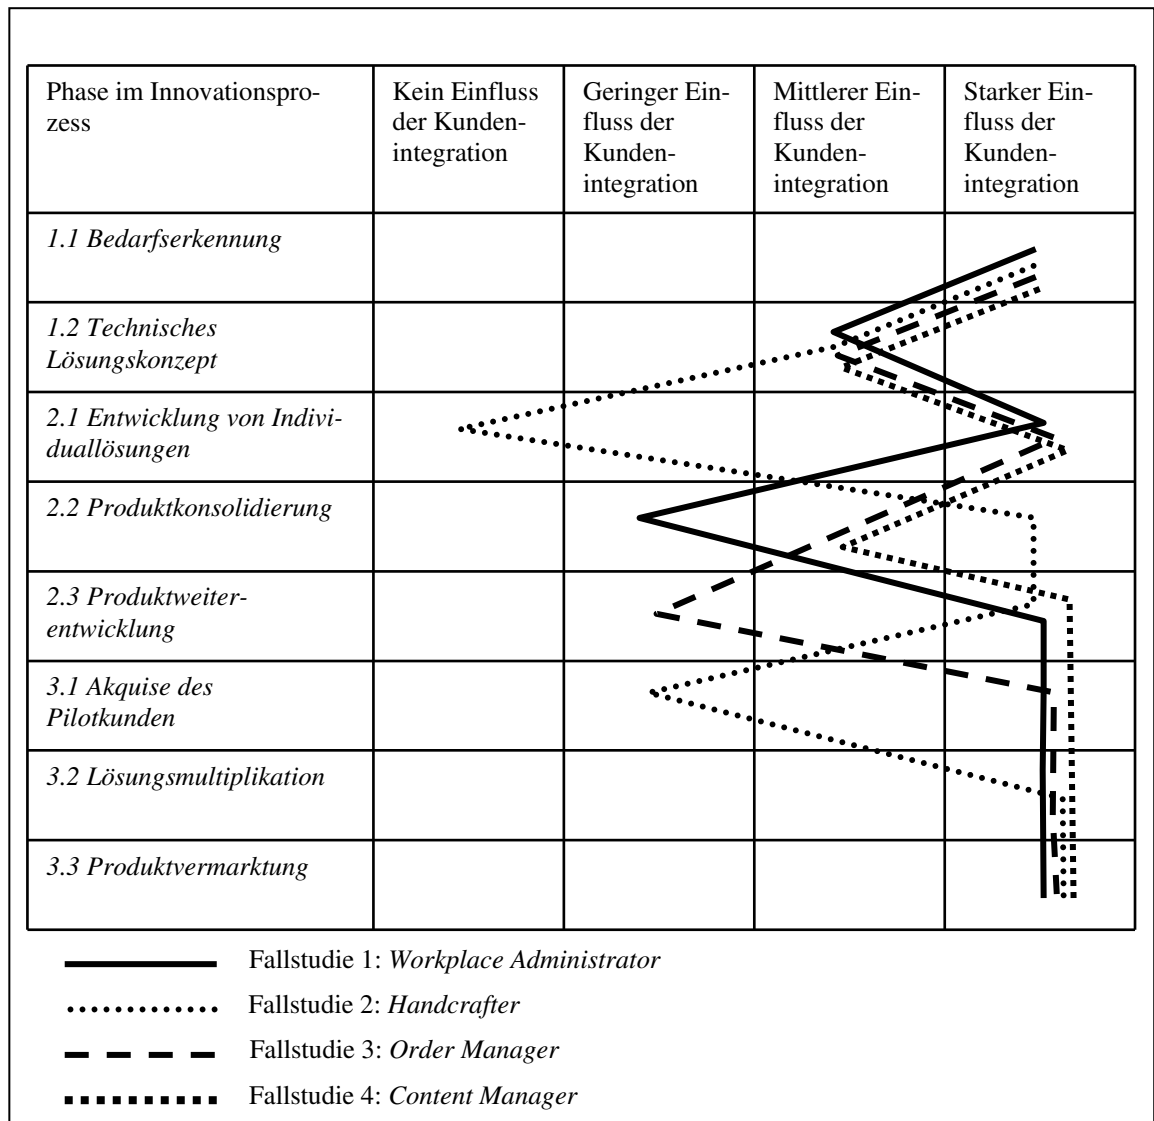 Phase im Innovationspro-
zess
Kein Einfluss
der Kunden-
integration
Geringer Ein-
fluss der
Kunden-
integration
Mittlerer Ein-
fluss der
Kunden-
integration
Starker Ein-
fluss der
Kunden-
integration
1.1 Bedarfserkennung
1.2 Technisches
Lösungskonzept
2.1 Entwicklung von Indivi-
duallösungen
2.2 Produktkonsolidierung
2.3 Produktweiter-
entwicklung
3.1 Akquise des
Pilotkunden
3.2 Lösungsmultiplikation
3.3 Produktvermarktung
Fallstudie 1: Workplace Administrator
Fallstudie 2: Handcrafter
Fallstudie 3: Order Manager
Fallstudie 4: Content Manager